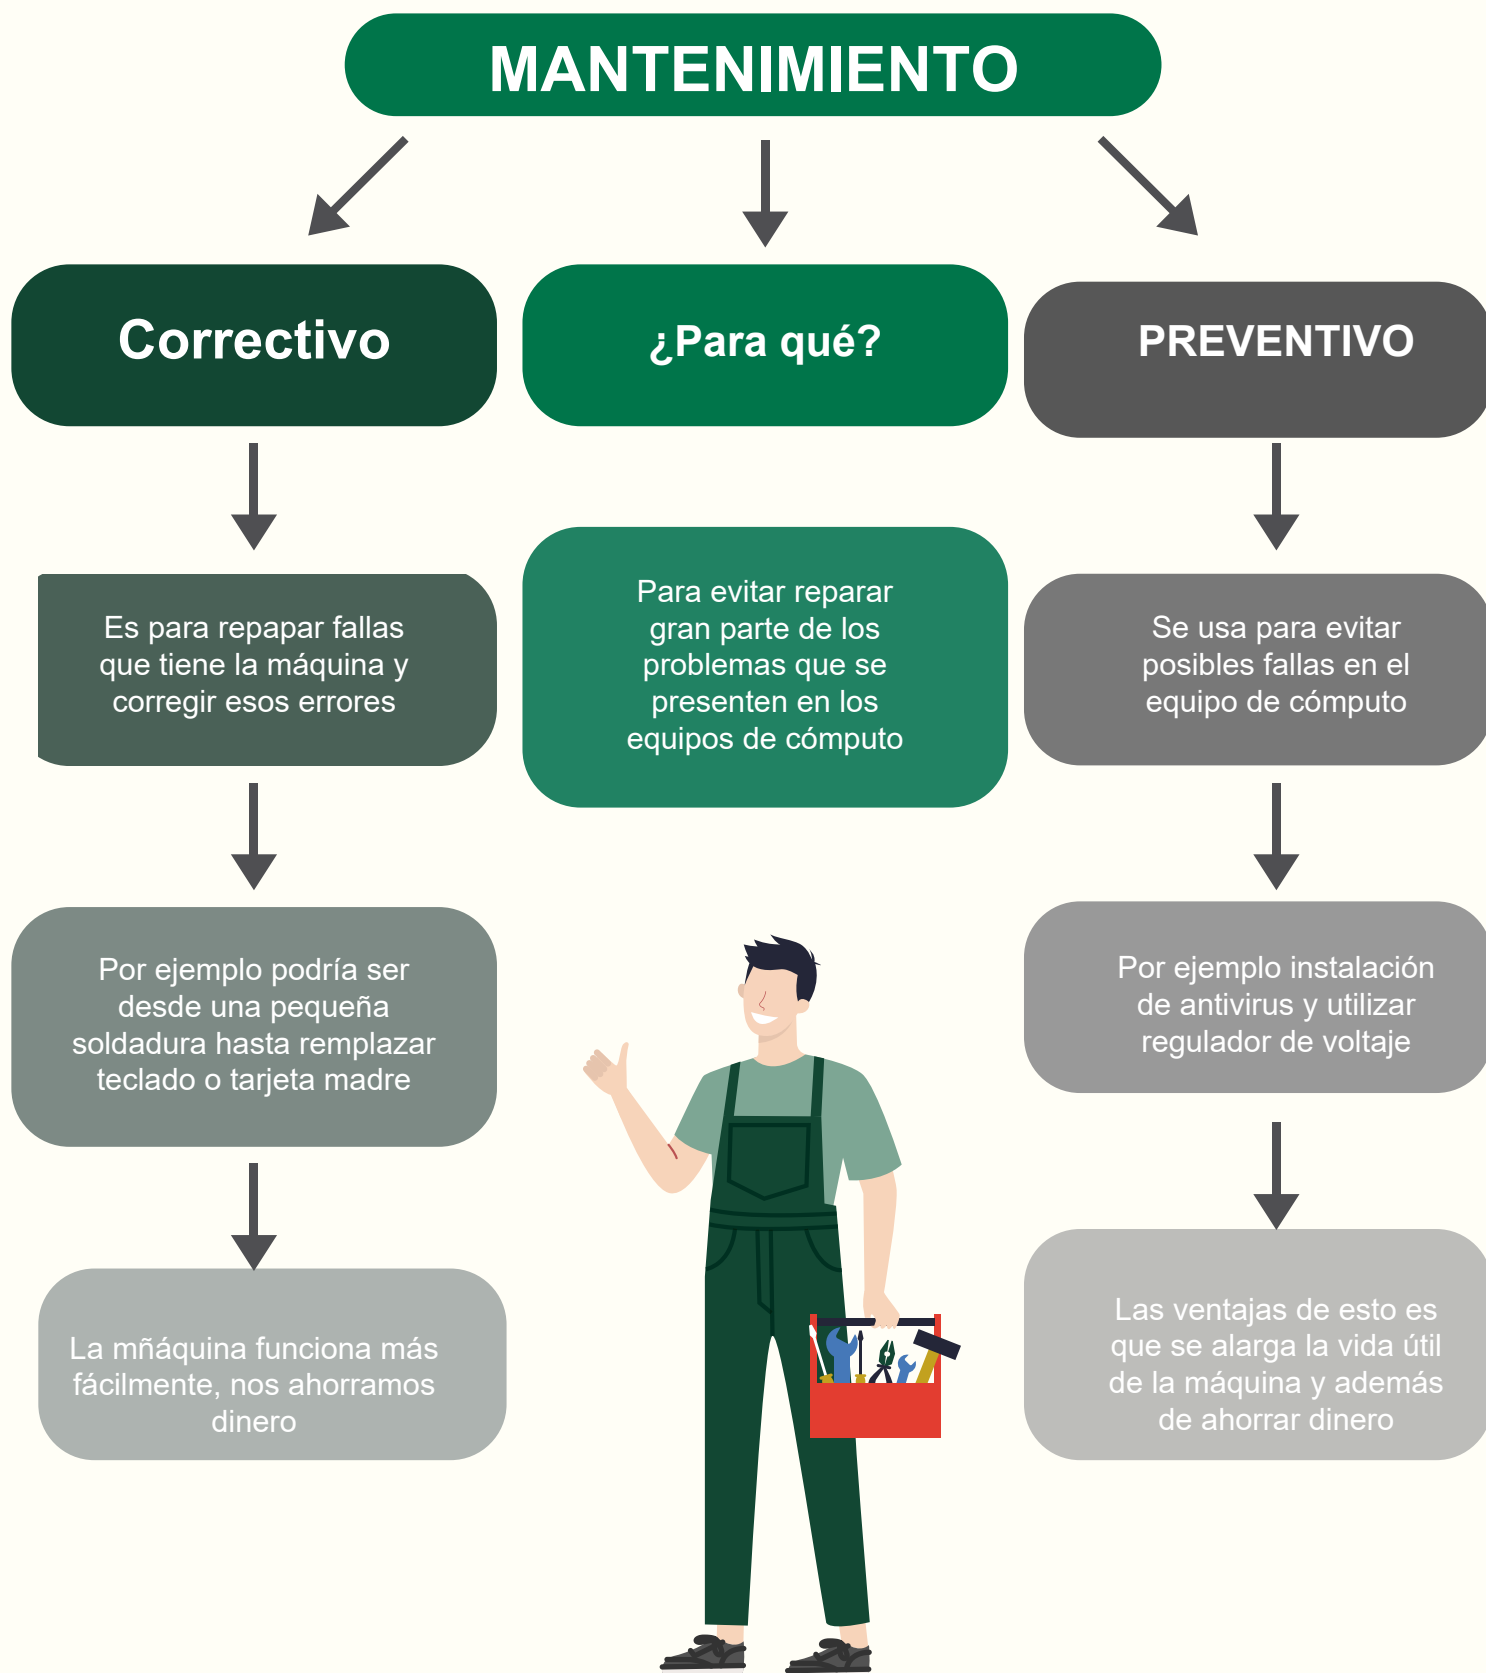 MANTENIMIENTO
Correctivo
Es para repapar fallas
que tiene la máquina y
corregir esos errores
Por ejemplo podría ser
desde una pequeña
soldadura hasta remplazar
teclado o tarjeta madre
La mñáquina funciona más
fácilmente, nos ahorramos
dinero
¿Para qué?
Para evitar reparar
gran parte de los
problemas que se
presenten en los
equipos de cómputo
PREVENTIVO
Se usa para evitar
posibles fallas en el
equipo de cómputo
Por ejemplo instalación
de antivirus y utilizar
regulador de voltaje
Las ventajas de esto es
que se alarga la vida útil
de la máquina y además
de ahorrar dinero